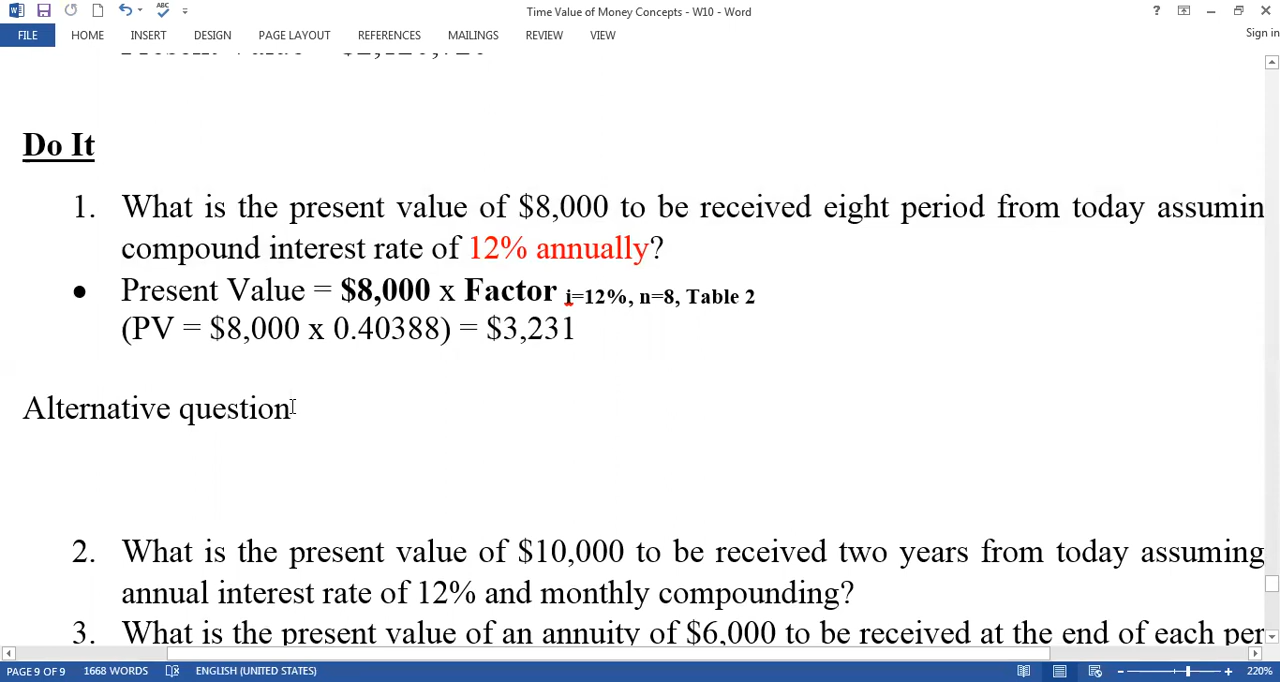 Time Value of Money Concepts - W10 - Word
FILE HOME INSERT DESIGN PAGE LAYOUT REFERENCES MAILINGS REVIEW VIEW Sign in
Do It
1. What is the present value of $8,000 to be received eight period from today assumin
compound interest rate of 12% annually?
• Present Value = $8,000 x Factor i=12%, n=8, Table 2
(PV = $8,000 x 0.40388) = $3,231
Alternative question
2. What is the present value of $10,000 to be received two years from today assuming
annual interest rate of 12% and monthly compounding?
3. What is the present value of an annuity of $6,000 to be received at the end of each per
PAGE 9 OF 9 1668 WORDS ENGLISH (UNITED STATES) 220%